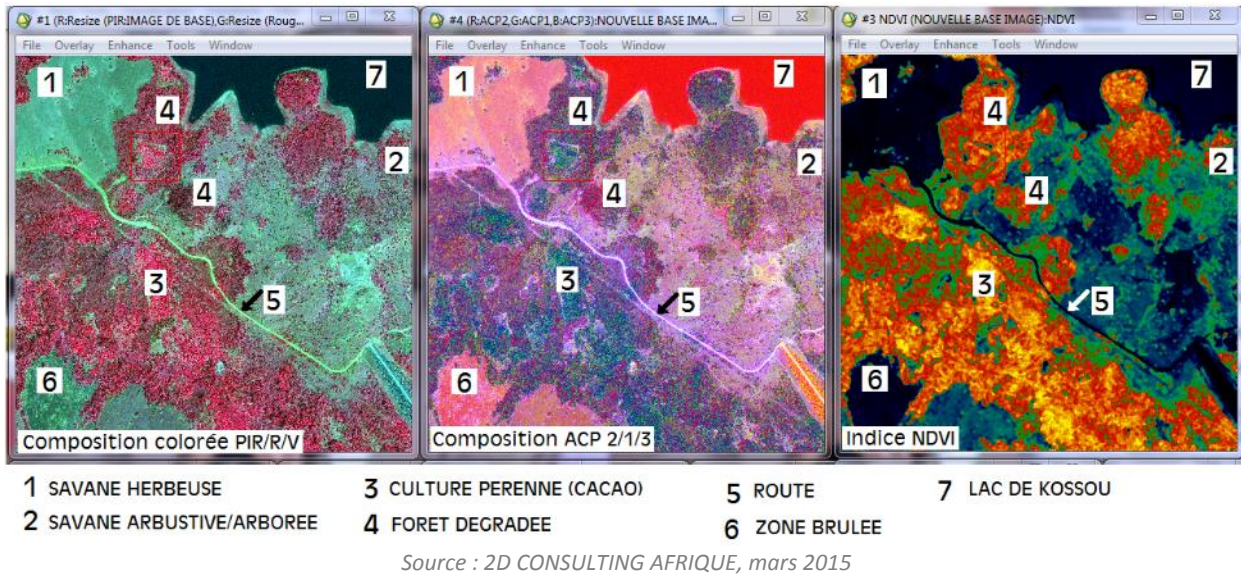 #1 (R:Resize (PIR:IMAGE DE BASE),G:Resize (Roug...
File Overlay Enhance Tools Window
1
7
4
2
4
3
5
6
Composition colorée PIR/R/V
#4 (R:ACP2,G:ACP1,B:ACP3):NOUVELLE BASE IMA...
File Overlay Enhance Tools Window
1
7
4
2
4
3
5
6
Composition ACP 2/1/3
#3 NDVI (NOUVELLE BASE IMAGE):NDVI
File Overlay Enhance Tools Window
1
7
4
2
4
3
5
6
Indice NDVI
1 SAVANE HERBEUSE
2 SAVANE ARBUSTIVE/ARBOREE
3 CULTURE PERENNE (CACAO)
4 FORET DEGRADEE
5 ROUTE
6 ZONE BRULEE
7 LAC DE KOSSOU
Source : 2D CONSULTING AFRIQUE, mars 2015